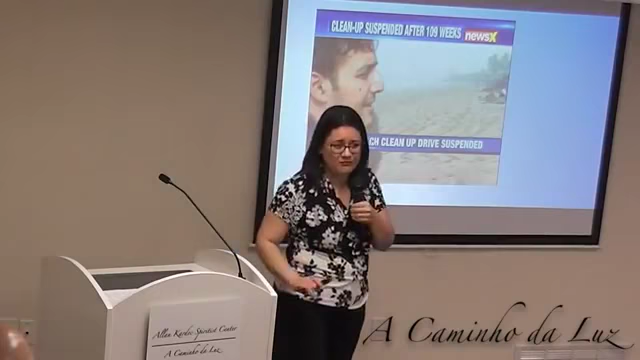 CLEAN-UP SUSPENDED AFTER 109 WEEKS
newsX
CH CLEAN UP DRIVE SUSPENDED
Allan Kardec Spiritist Center
A Caminho da Luz
A Caminho da Luz